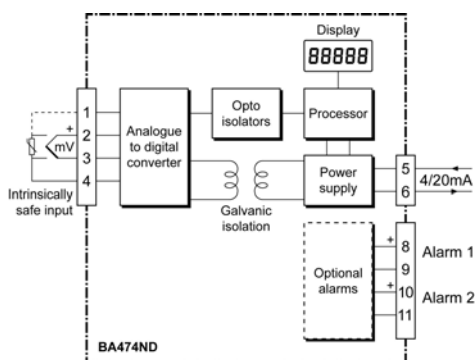 Display
88888
Opto
isolators
Processor
1
2
3
4
+
mV
Analogue
to digital
converter
Power
supply
5
6
4/20mA
Intrinsically
safe input
Galvanic
isolation
Optional
alarms
+
8
9
+
10
11
Alarm 1
Alarm 2
BA474ND